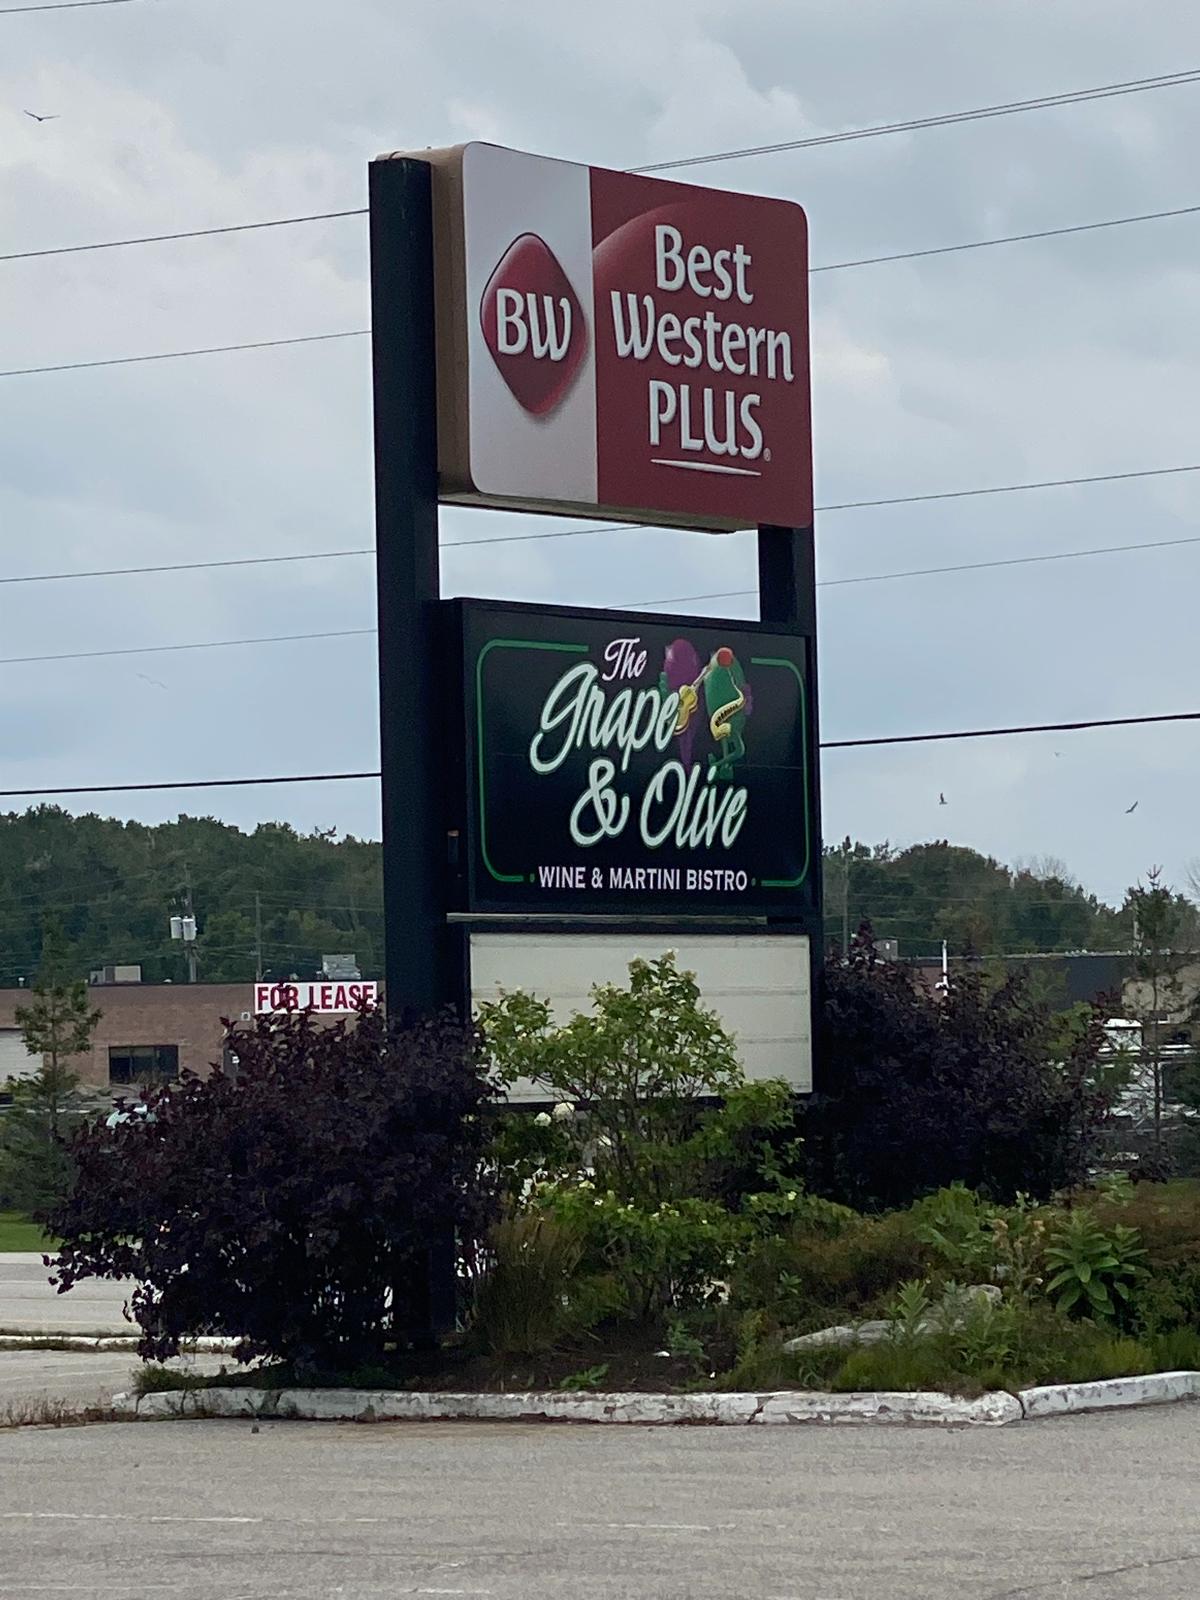 BW
Best
Western
PLUS®
The
Grape
& Olive
WINE & MARTINI BISTRO
FOR LEASE